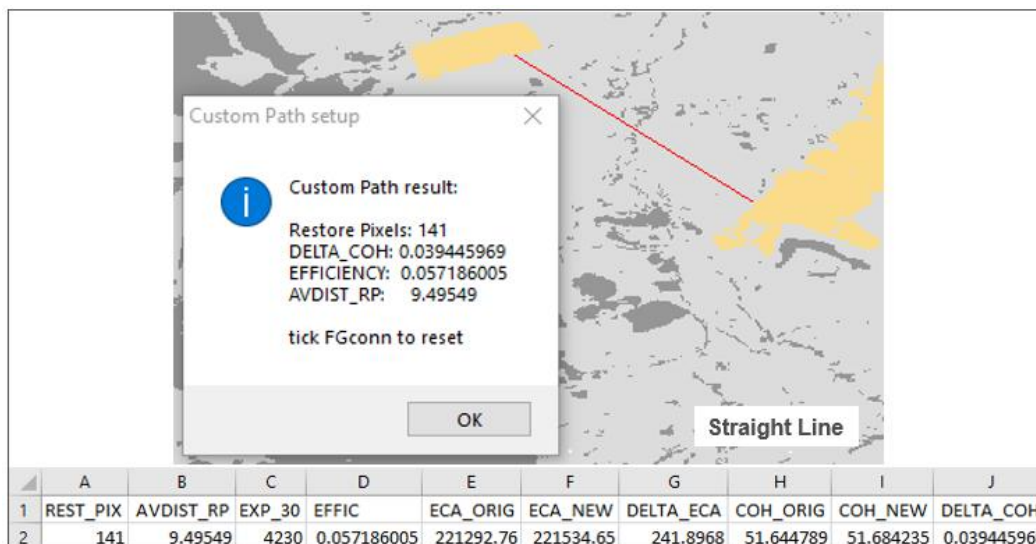 Custom Path setup
Custom Path result:
Restore Pixels: 141
DELTA_COH: 0.039445969
EFFICIENCY: 0.057186005
AVDIST_RP: 9.49549
tick FGconn to reset
OK
Straight Line
A B C D E F G H I J
1 REST_PIX AVDIST_RP EXP_30 EFFIC ECA_ORIG ECA_NEW DELTA_ECA COH_ORIG COH_NEW DELTA_COH
2 141 9.49549 4230 0.057186005 221292.76 221534.65 241.8968 51.644789 51.684235 0.03944596